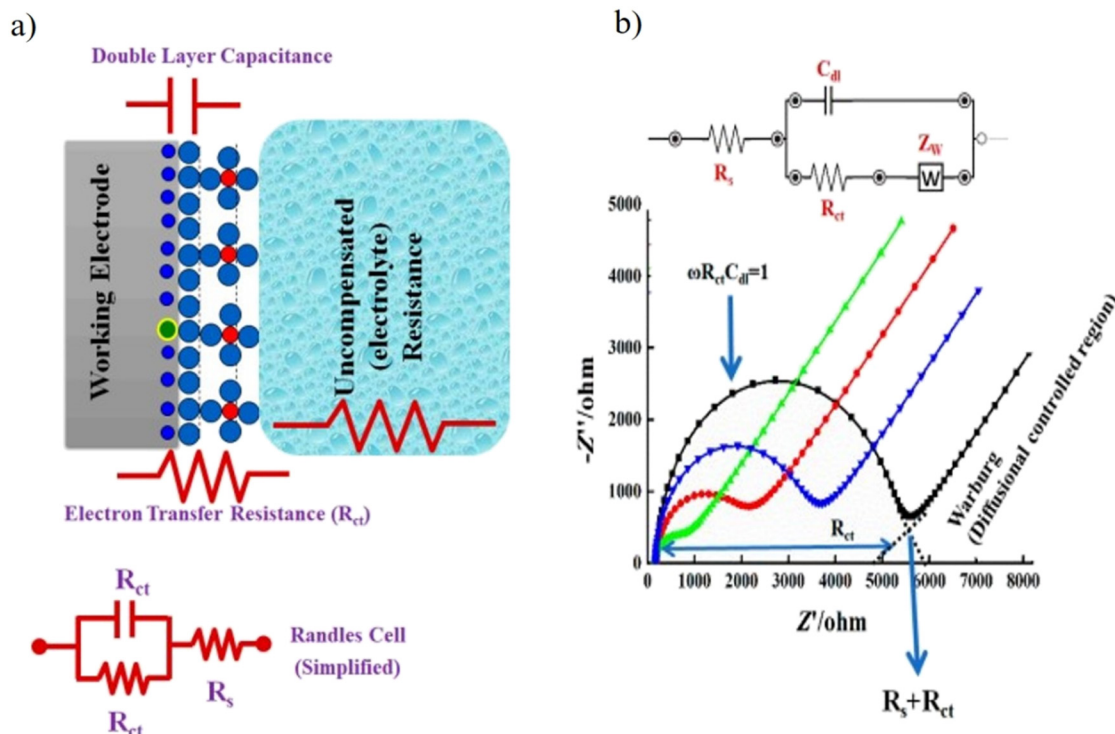 a)
Double Layer Capacitance
Working Electrode
Uncompensated
(electrolyte)
Resistance
Electron Transfer Resistance (Rct)
Rct
Rct
Rs
Randles Cell
(Simplified)
b)
Cdl
Rs
Rct
ZW
W
5000
4000
3000
2000
1000
0
-Z''/ohm
ωRctCdl=1
Rct
Warburg
(Diffusional controlled region)
0 1000 2000 3000 4000 5000 6000 7000 8000
Z'/ohm
Rs+Rct